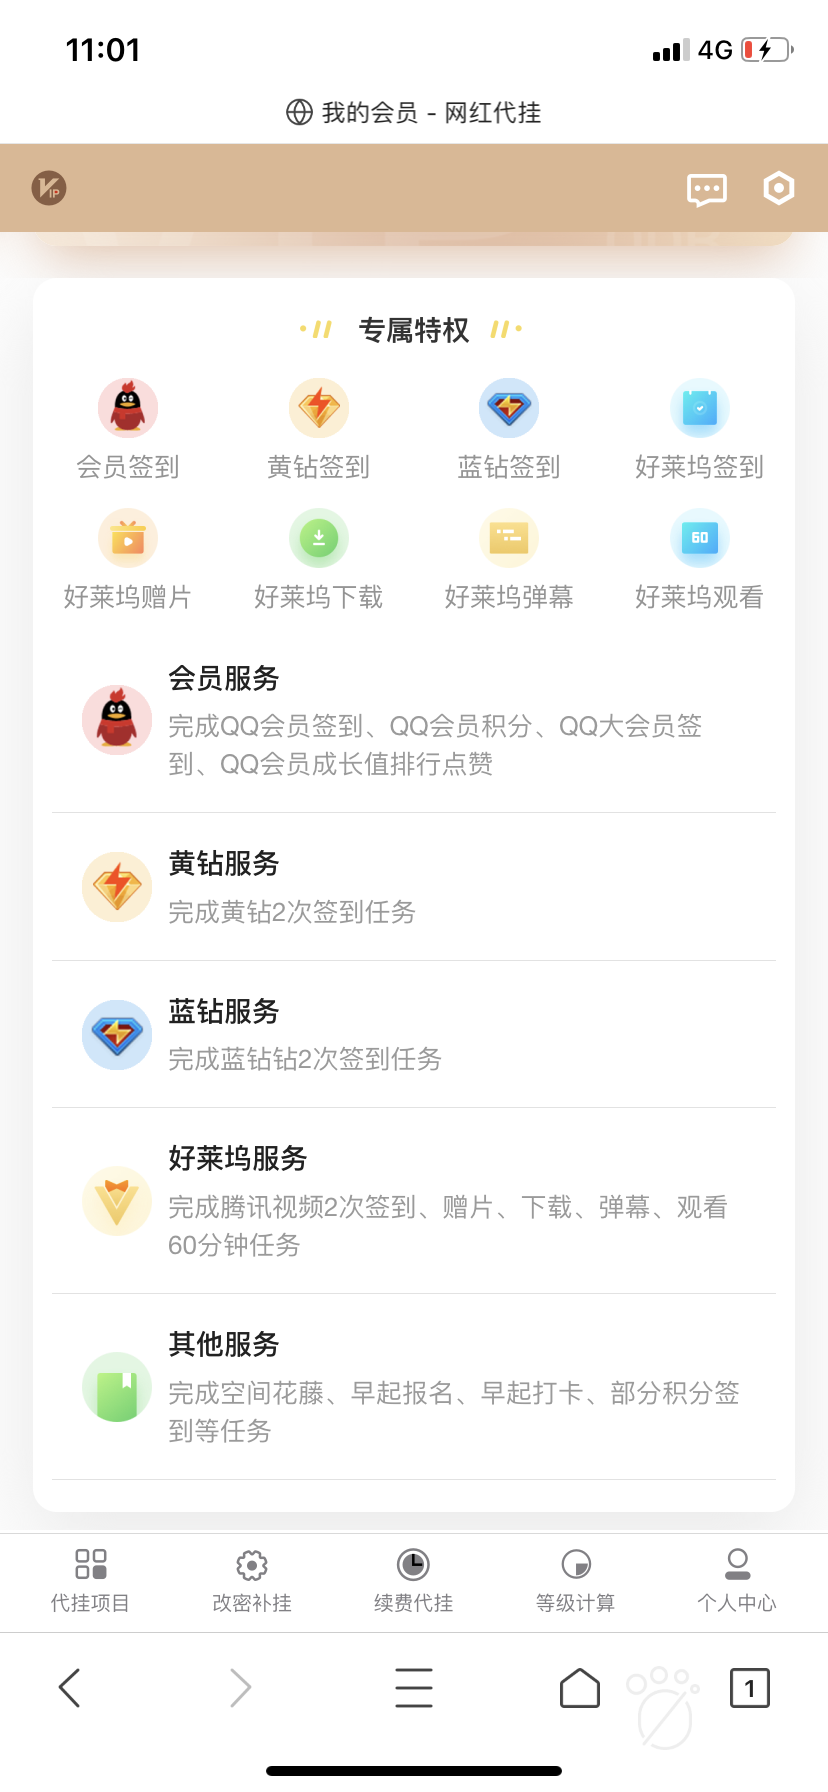 11:01
4G
我的会员 - 网红代挂
VIP
专属特权
会员签到
黄钻签到
蓝钻签到
好莱坞签到
60
好莱坞赠片
好莱坞下载
好莱坞弹幕
好莱坞观看
会员服务
完成QQ会员签到、QQ会员积分、QQ大会员签
到、QQ会员成长值排行点赞
黄钻服务
完成黄钻2次签到任务
蓝钻服务
完成蓝钻钻2次签到任务
好莱坞服务
完成腾讯视频2次签到、赠片、下载、弹幕、观看
60分钟任务
其他服务
完成空间花藤、早起报名、早起打卡、部分积分签
到等任务
代挂项目
改密补挂
续费代挂
等级计算
个人中心
1